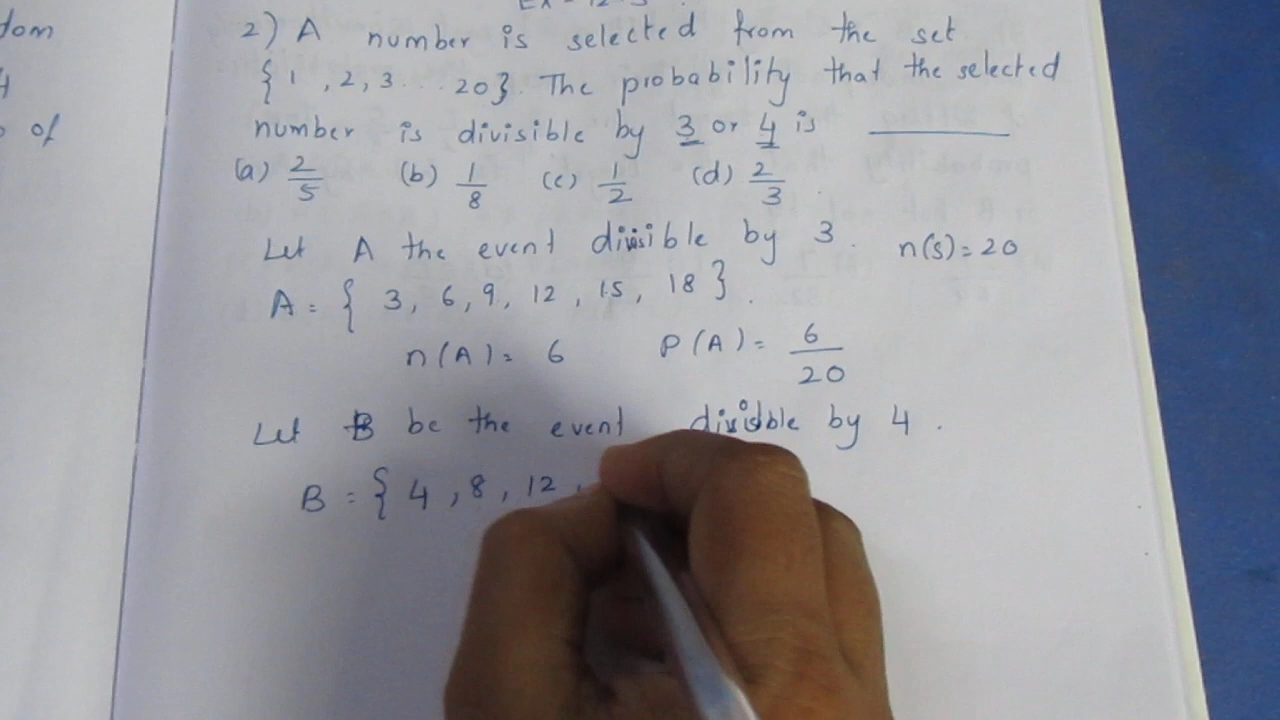 dom
of
2) A number is selected from the set
{ 1 , 2, 3 . . . 20}. The probability that the selected
number is divisible by 3 or 4 is ________
(a) 2/5 (b) 1/8 (c) 1/2 (d) 2/3
Let A the event divisible by 3. n(s) = 20
A = { 3, 6, 9, 12, 15, 18 }.
n(A) = 6 P(A) = 6/20
Let B be the event divisible by 4.
B = { 4, 8, 12,